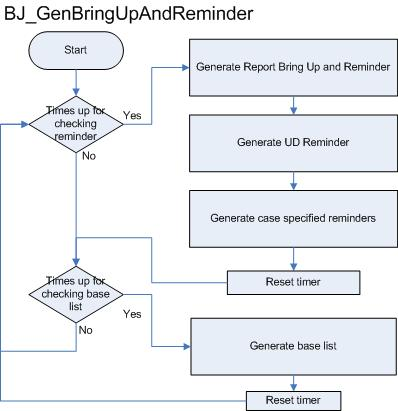 BJ_GenBringUpAndReminder
Start
Times up for
checking
reminder
Yes
No
Generate Report Bring Up and Reminder
Generate UD Reminder
Generate case specified reminders
Reset timer
Times up for
checking base
list
Yes
No
Generate base list
Reset timer